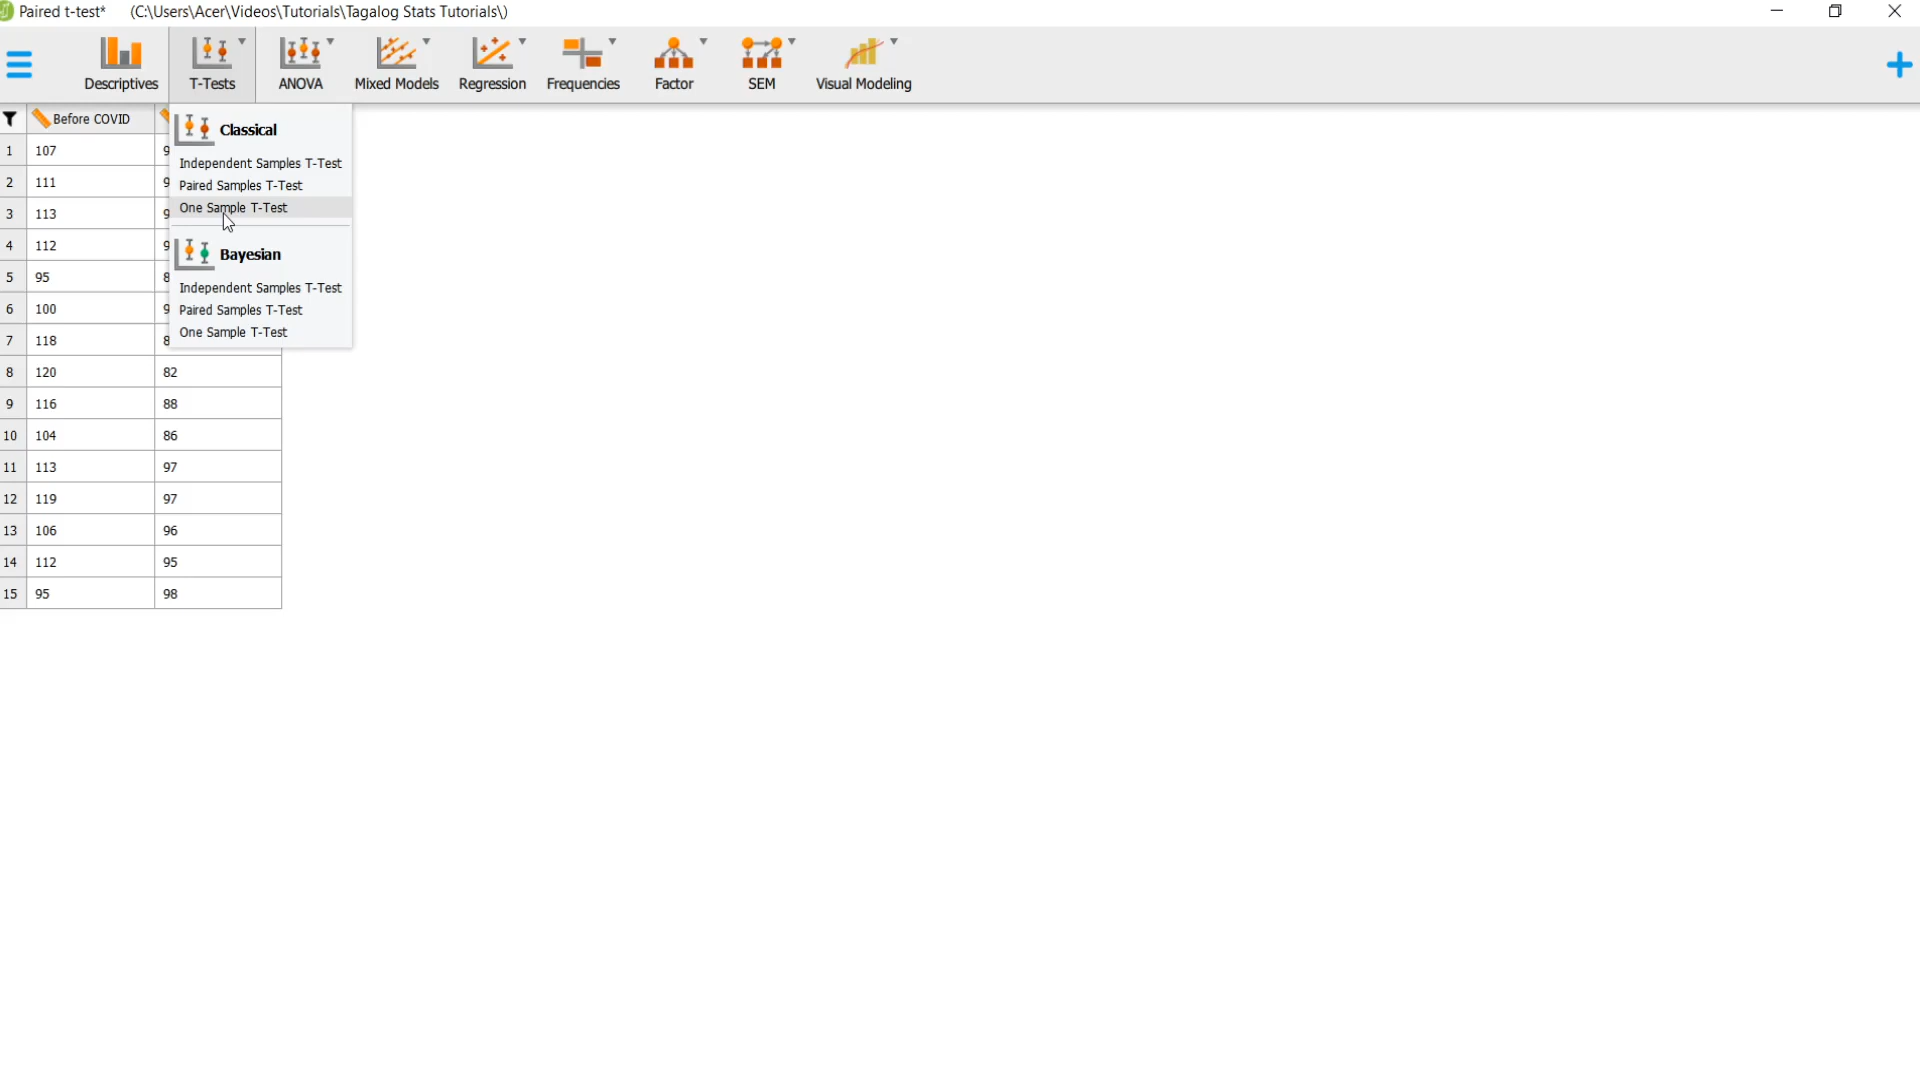 Paired t-test* (C:\Users\Acer\Videos\Tutorials\Tagalog Stats Tutorials\)
Descriptives T-Tests ANOVA Mixed Models Regression Frequencies Factor SEM Visual Modeling
Before COVID
Classical
Independent Samples T-Test
Paired Samples T-Test
One Sample T-Test
Bayesian
Independent Samples T-Test
Paired Samples T-Test
One Sample T-Test
1 107
2 111
3 113
4 112
5 95
6 100
7 118
8 120 82
9 116 88
10 104 86
11 113 97
12 119 97
13 106 96
14 112 95
15 95 98